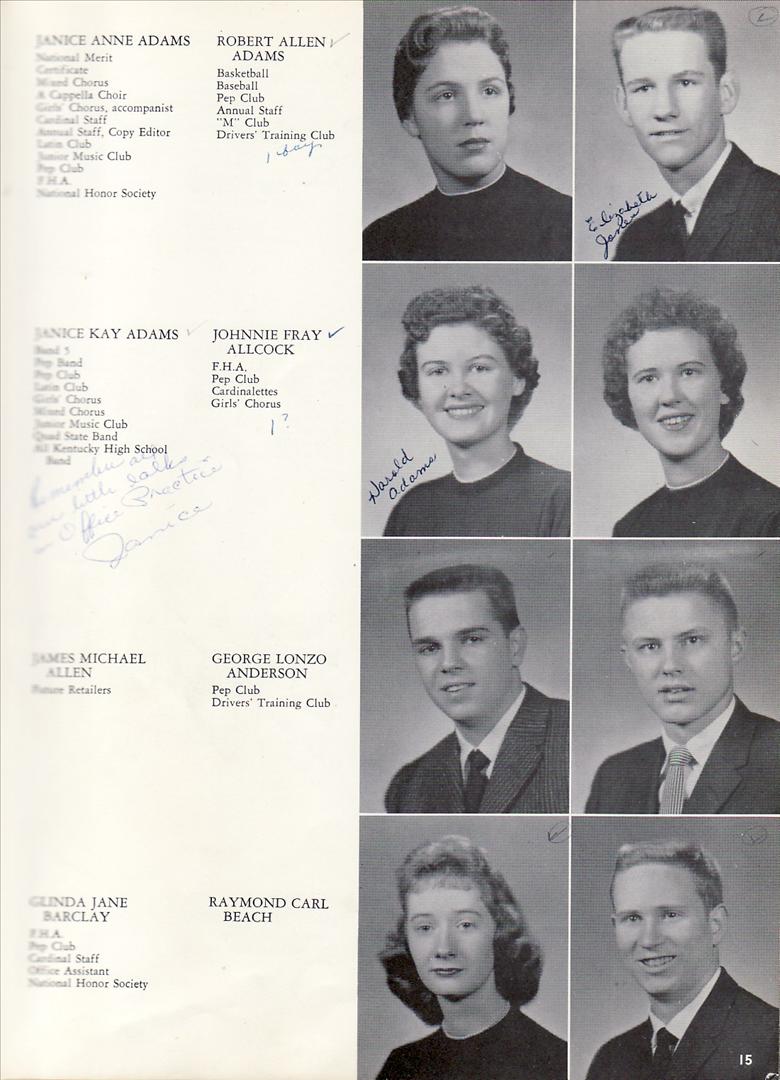 JANICE ANNE ADAMS
National Merit
Certificate
Mixed Chorus
A Cappella Choir
Girls' Chorus, accompanist
Cardinal Staff
Annual Staff, Copy Editor
Latin Club
Junior Music Club
Pep Club
F.H.A.
National Honor Society
ROBERT ALLEN
ADAMS
Basketball
Baseball
Pep Club
Annual Staff
"M" Club
Drivers' Training Club
1 boy
Elizabeth
Jones
JANICE KAY ADAMS
Band 5
Pep Band
Pep Club
Latin Club
Girls' Chorus
Mixed Chorus
Junior Music Club
Quad State Band
All Kentucky High School
Band
Remember all
our little talks
in Office Practice
Janice
JOHNNIE FRAY
ALLCOCK
F.H.A.
Pep Club
Cardinalettes
Girls' Chorus
1?
Harold
Adams
JAMES MICHAEL
ALLEN
Future Retailers
GEORGE LONZO
ANDERSON
Pep Club
Drivers' Training Club
GLINDA JANE
BARCLAY
F.H.A.
Pep Club
Cardinal Staff
Office Assistant
National Honor Society
RAYMOND CARL
BEACH
15